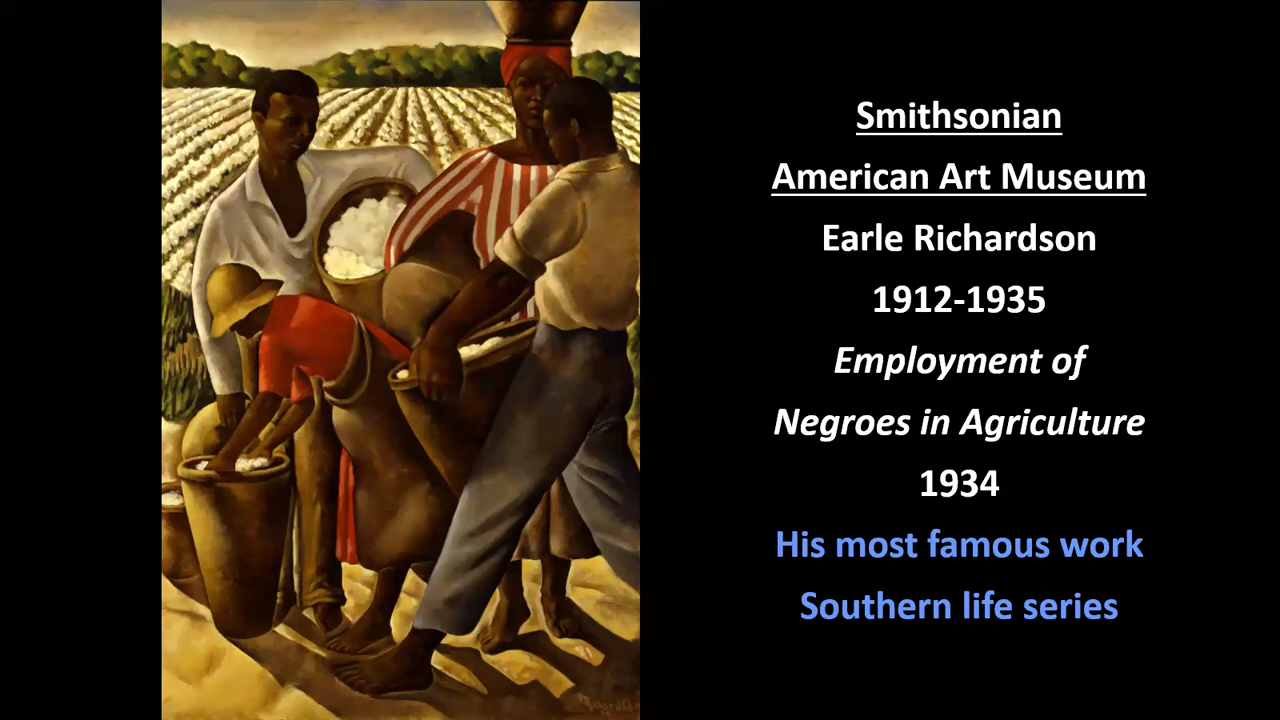 Smithsonian
American Art Museum
Earle Richardson
1912-1935
Employment of
Negroes in Agriculture
1934
His most famous work
Southern life series